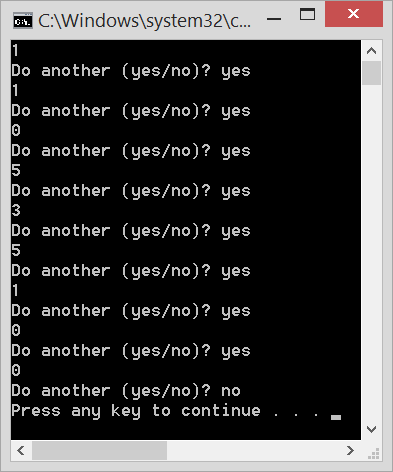 C:\Windows\system32\c...
1
Do another (yes/no)? yes
1
Do another (yes/no)? yes
0
Do another (yes/no)? yes
5
Do another (yes/no)? yes
3
Do another (yes/no)? yes
5
Do another (yes/no)? yes
1
Do another (yes/no)? yes
0
Do another (yes/no)? yes
0
Do another (yes/no)? no
Press any key to continue . . .